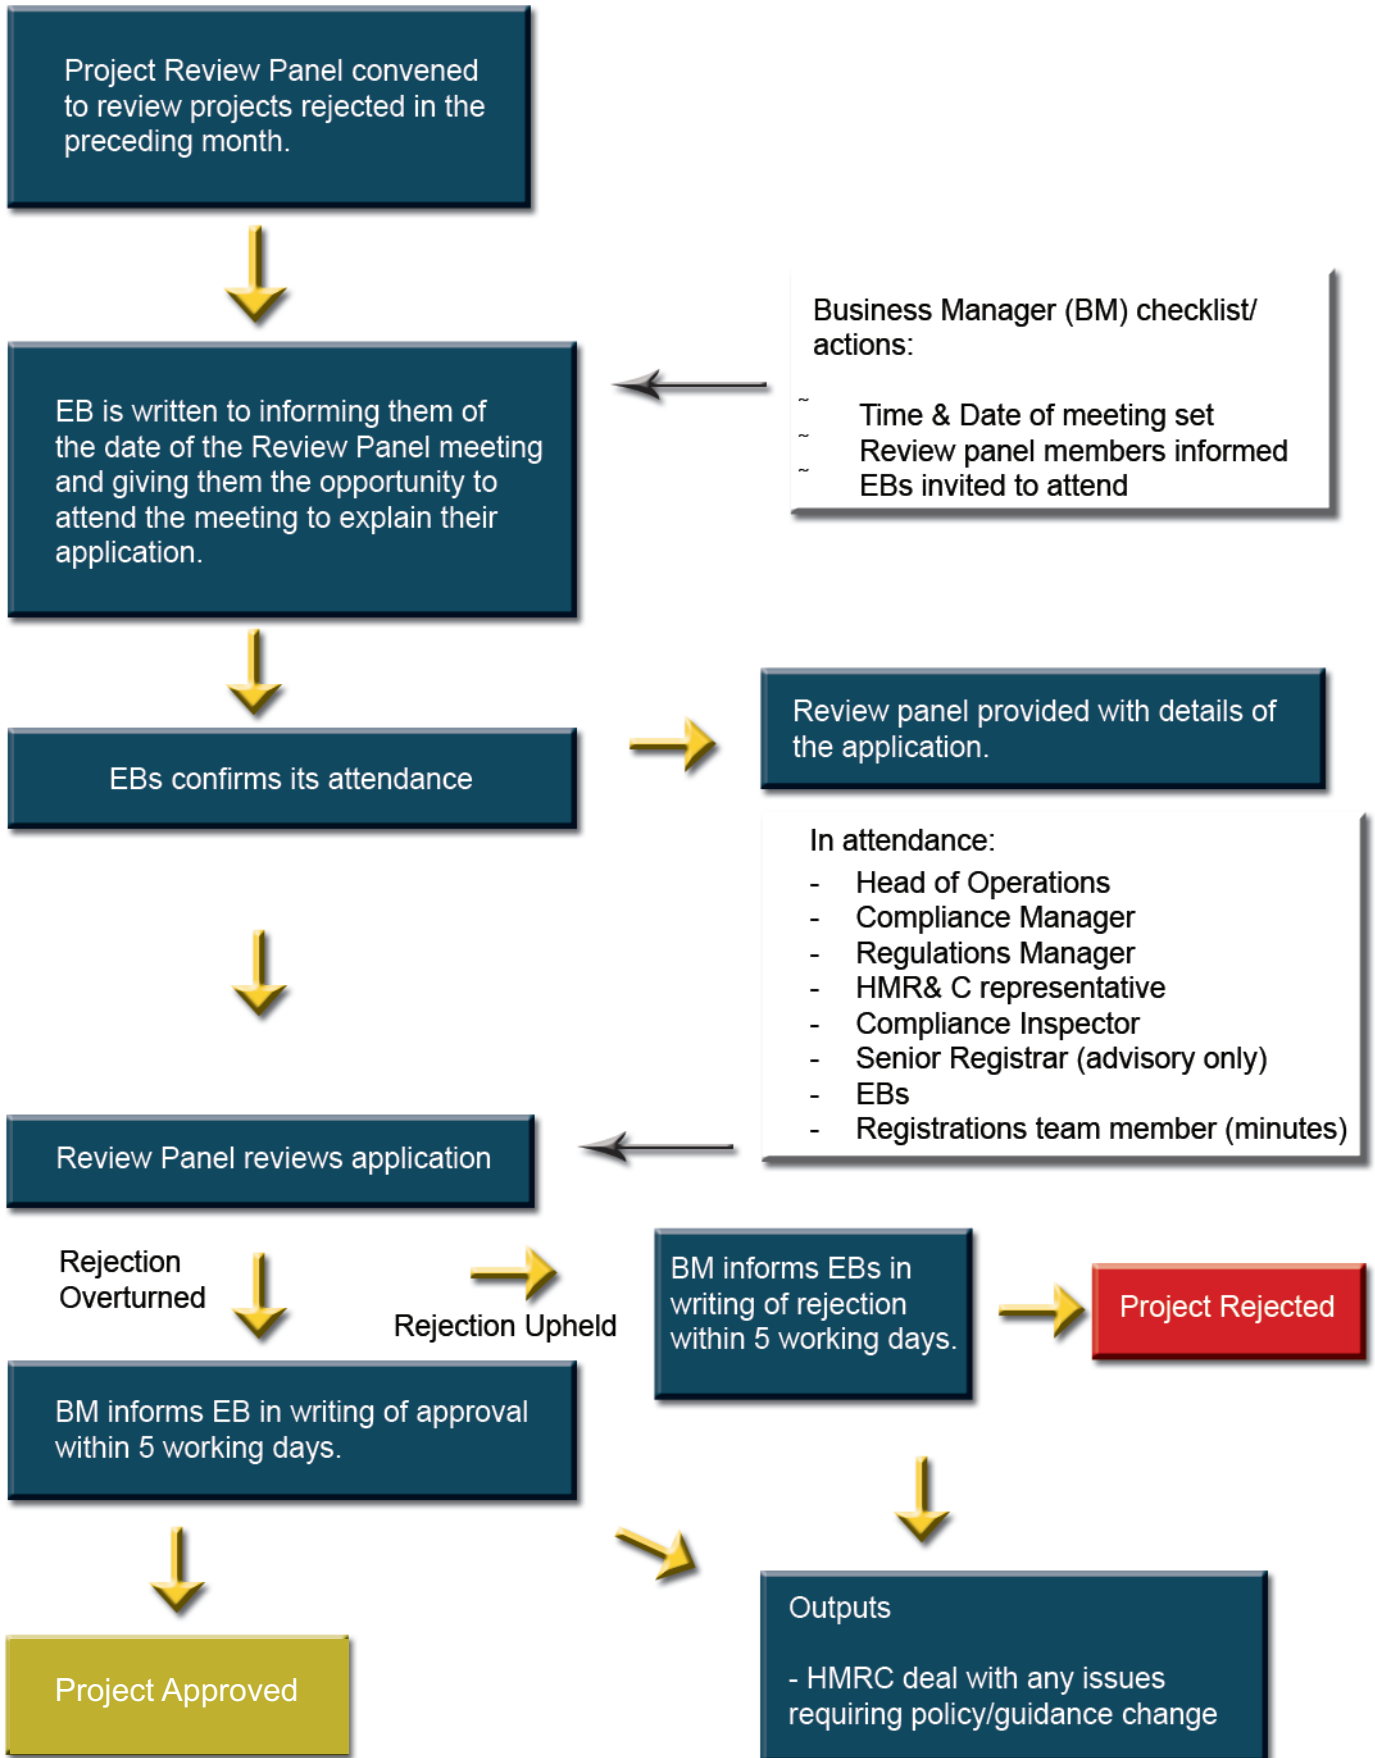 Project Review Panel convened
to review projects rejected in the
preceding month.
Business Manager (BM) checklist/
actions:
~ Time & Date of meeting set
~ Review panel members informed
~ EBs invited to attend
EB is written to informing them of
the date of the Review Panel meeting
and giving them the opportunity to
attend the meeting to explain their
application.
EBs confirms its attendance
Review panel provided with details of
the application.
In attendance:
- Head of Operations
- Compliance Manager
- Regulations Manager
- HMR& C representative
- Compliance Inspector
- Senior Registrar (advisory only)
- EBs
- Registrations team member (minutes)
Review Panel reviews application
Rejection
Overturned
Rejection Upheld
BM informs EBs in
writing of rejection
within 5 working days.
Project Rejected
BM informs EB in writing of approval
within 5 working days.
Project Approved
Outputs
- HMRC deal with any issues
requiring policy/guidance change